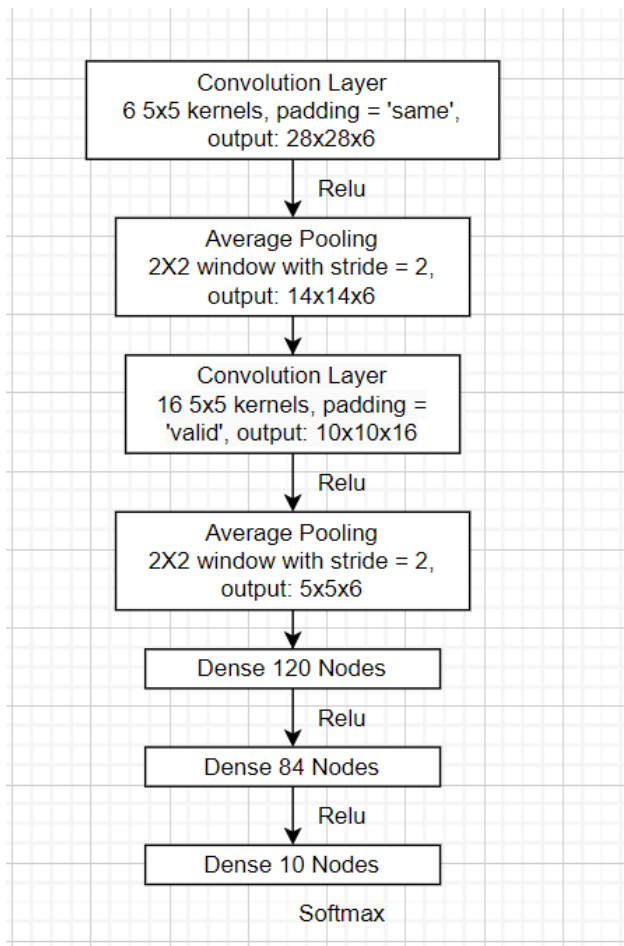 Convolution Layer
6 5x5 kernels, padding = 'same',
output: 28x28x6
Relu
Average Pooling
2X2 window with stride = 2,
output: 14x14x6
Convolution Layer
16 5x5 kernels, padding =
'valid', output: 10x10x16
Relu
Average Pooling
2X2 window with stride = 2,
output: 5x5x6
Dense 120 Nodes
Relu
Dense 84 Nodes
Relu
Dense 10 Nodes
Softmax